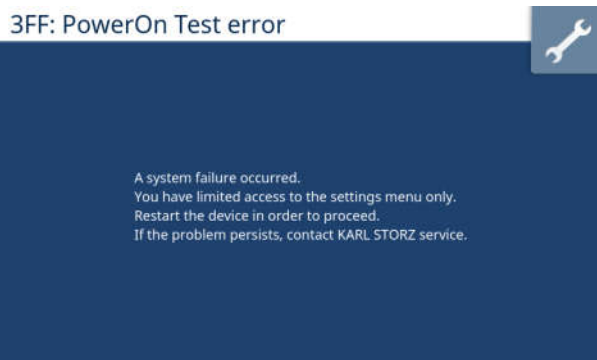 3FF: PowerOn Test error
A system failure occurred.
You have limited access to the settings menu only.
Restart the device in order to proceed.
If the problem persists, contact KARL STORZ service.